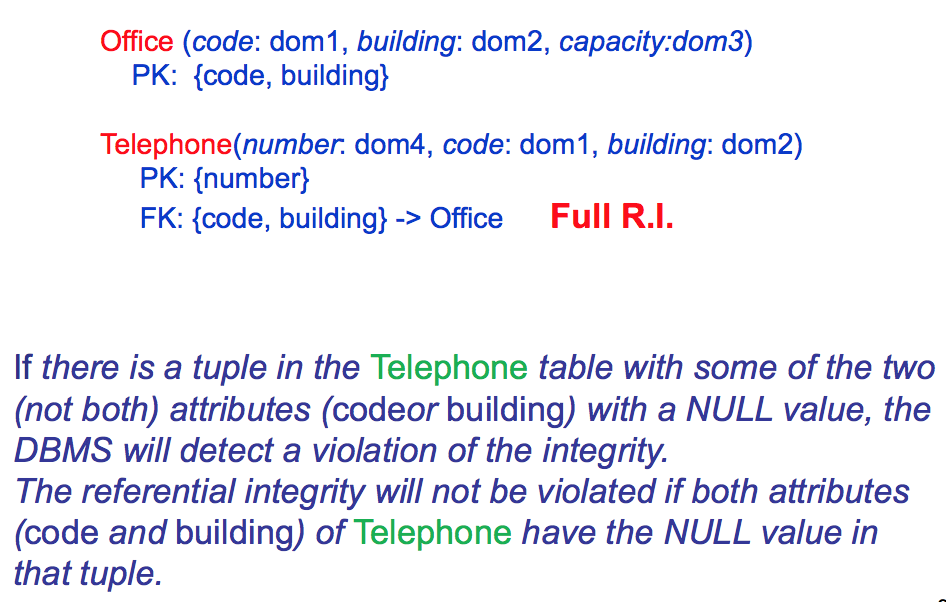 Office (code: dom1, building: dom2, capacity:dom3)
PK: {code, building}
Telephone(number: dom4, code: dom1, building: dom2)
PK: {number}
FK: {code, building} -> Office Full R.I.
If there is a tuple in the Telephone table with some of the two
(not both) attributes (codeor building) with a NULL value, the
DBMS will detect a violation of the integrity.
The referential integrity will not be violated if both attributes
(code and building) of Telephone have the NULL value in
that tuple.